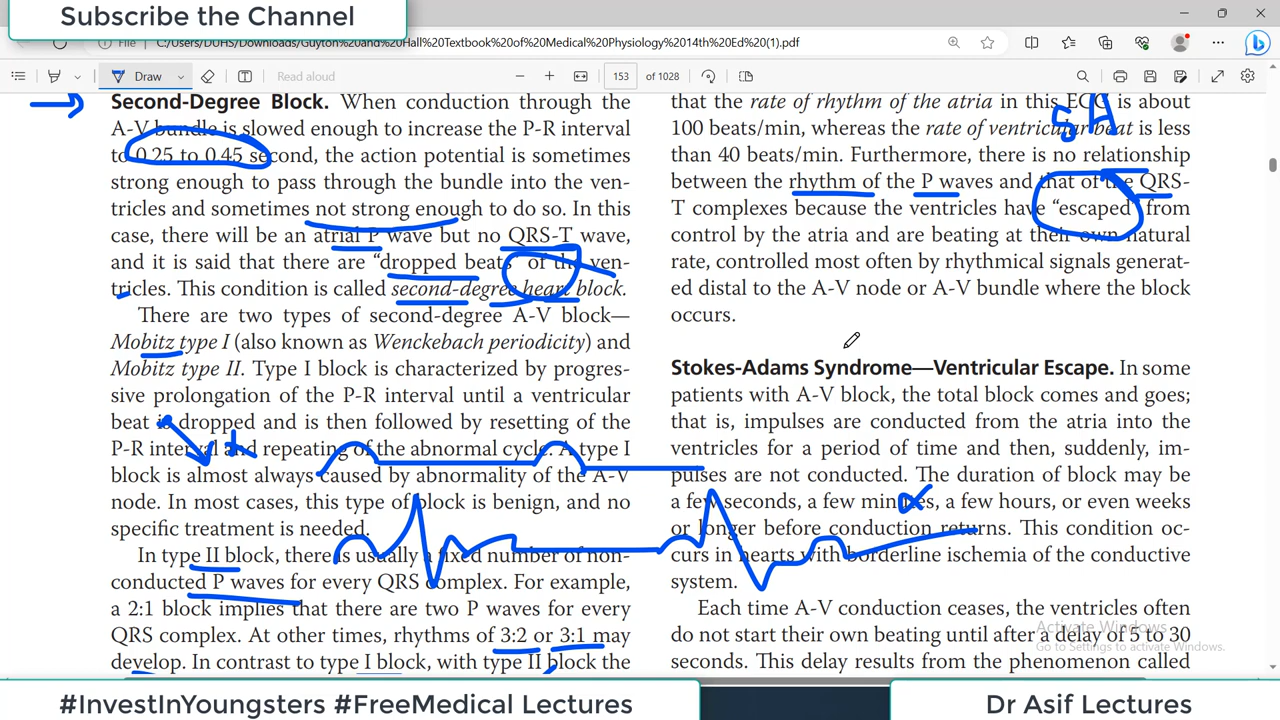 Subscribe the Channel
File
C:/Users/DUHS/Downloads/Guyton%20and%20Hall%20Textbook%20of%20Medical%20Physiology%2014th%20Ed%20(1).pdf
Draw
Read aloud
153
of 1028
Second-Degree Block. When conduction through the
A-V bundle is slowed enough to increase the P-R interval
to 0.25 to 0.45 second, the action potential is sometimes
strong enough to pass through the bundle into the ven-
tricles and sometimes not strong enough to do so. In this
case, there will be an atrial P wave but no QRS-T wave,
and it is said that there are “dropped beats” of the ven-
tricles. This condition is called second-degree heart block.
There are two types of second-degree A-V block—
Mobitz type I (also known as Wenckebach periodicity) and
Mobitz type II. Type I block is characterized by progres-
sive prolongation of the P-R interval until a ventricular
beat is dropped and is then followed by resetting of the
P-R interval and repeating of the abnormal cycle. A type I
block is almost always caused by abnormality of the A-V
node. In most cases, this type of block is benign, and no
specific treatment is needed.
In type II block, there is usually a fixed number of non-
conducted P waves for every QRS complex. For example,
a 2:1 block implies that there are two P waves for every
QRS complex. At other times, rhythms of 3:2 or 3:1 may
develop. In contrast to type I block, with type II block the
that the rate of rhythm of the atria in this ECG is about
100 beats/min, whereas the rate of ventricular beat is less
than 40 beats/min. Furthermore, there is no relationship
between the rhythm of the P waves and that of the QRS-
T complexes because the ventricles have “escaped” from
control by the atria and are beating at their own natural
rate, controlled most often by rhythmical signals generat-
ed distal to the A-V node or A-V bundle where the block
occurs.
SA
Stokes-Adams Syndrome—Ventricular Escape. In some
patients with A-V block, the total block comes and goes;
that is, impulses are conducted from the atria into the
ventricles for a period of time and then, suddenly, im-
pulses are not conducted. The duration of block may be
a few seconds, a few minutes, a few hours, or even weeks
or longer before conduction returns. This condition oc-
curs in hearts with borderline ischemia of the conductive
system.
Each time A-V conduction ceases, the ventricles often
do not start their own beating until after a delay of 5 to 30
seconds. This delay results from the phenomenon called
Activate Windows
Go to Settings to activate Windows.
#InvestInYoungsters #FreeMedical Lectures
Dr Asif Lectures